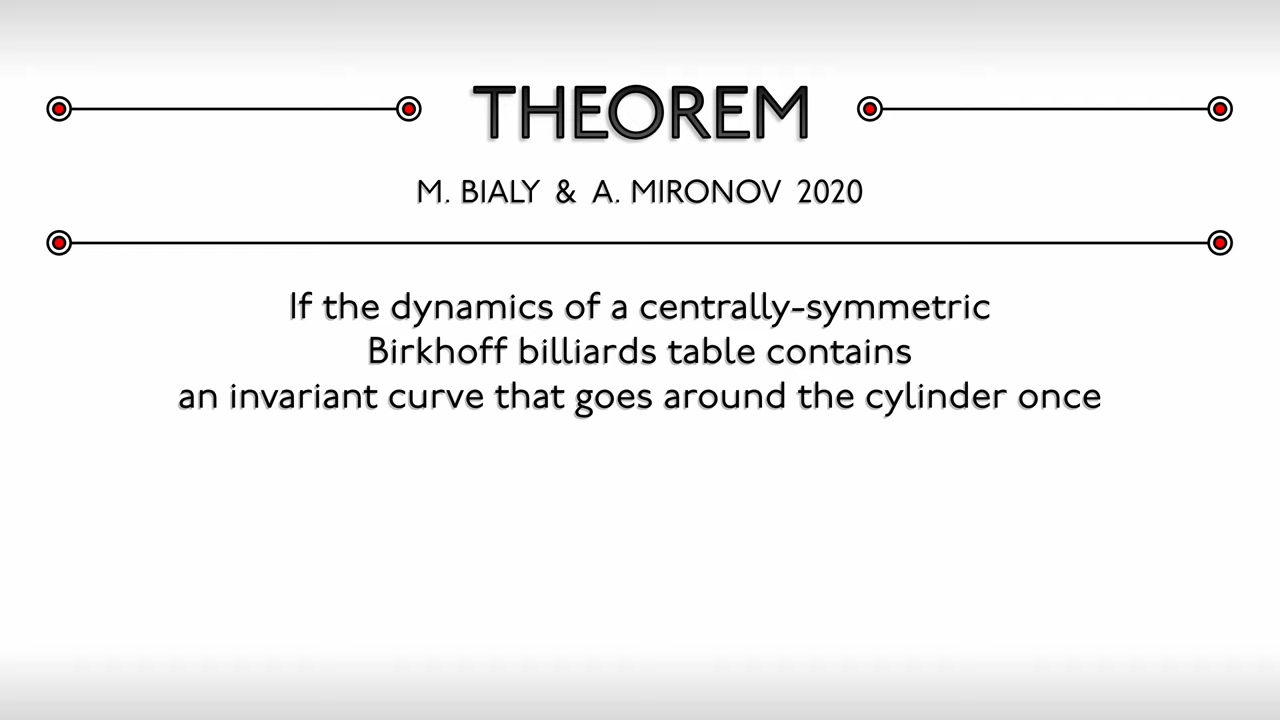 THEOREM
M. BIALY & A. MIRONOV 2020
If the dynamics of a centrally-symmetric
Birkhoff billiards table contains
an invariant curve that goes around the cylinder once